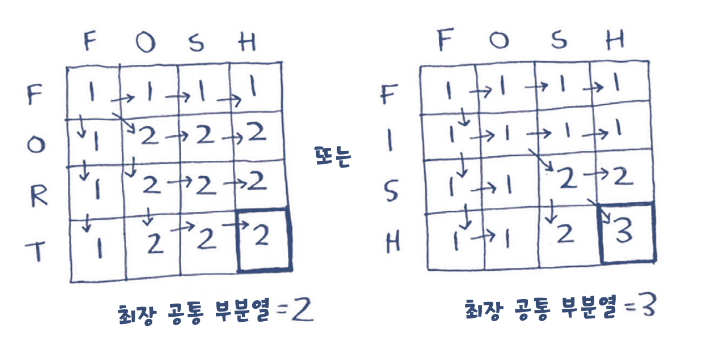 F O S H
F 1 → 1 → 1 → 1
O 1 2 → 2 → 2
R 1 2 → 2 → 2
T 1 2 → 2 → 2
최장 공통 부분열 = 2
또는
F O S H
F 1 → 1 → 1 → 1
I 1 → 1 → 1 → 1
S 1 → 1 2 → 2
H 1 → 1 2 3
최장 공통 부분열 = 3